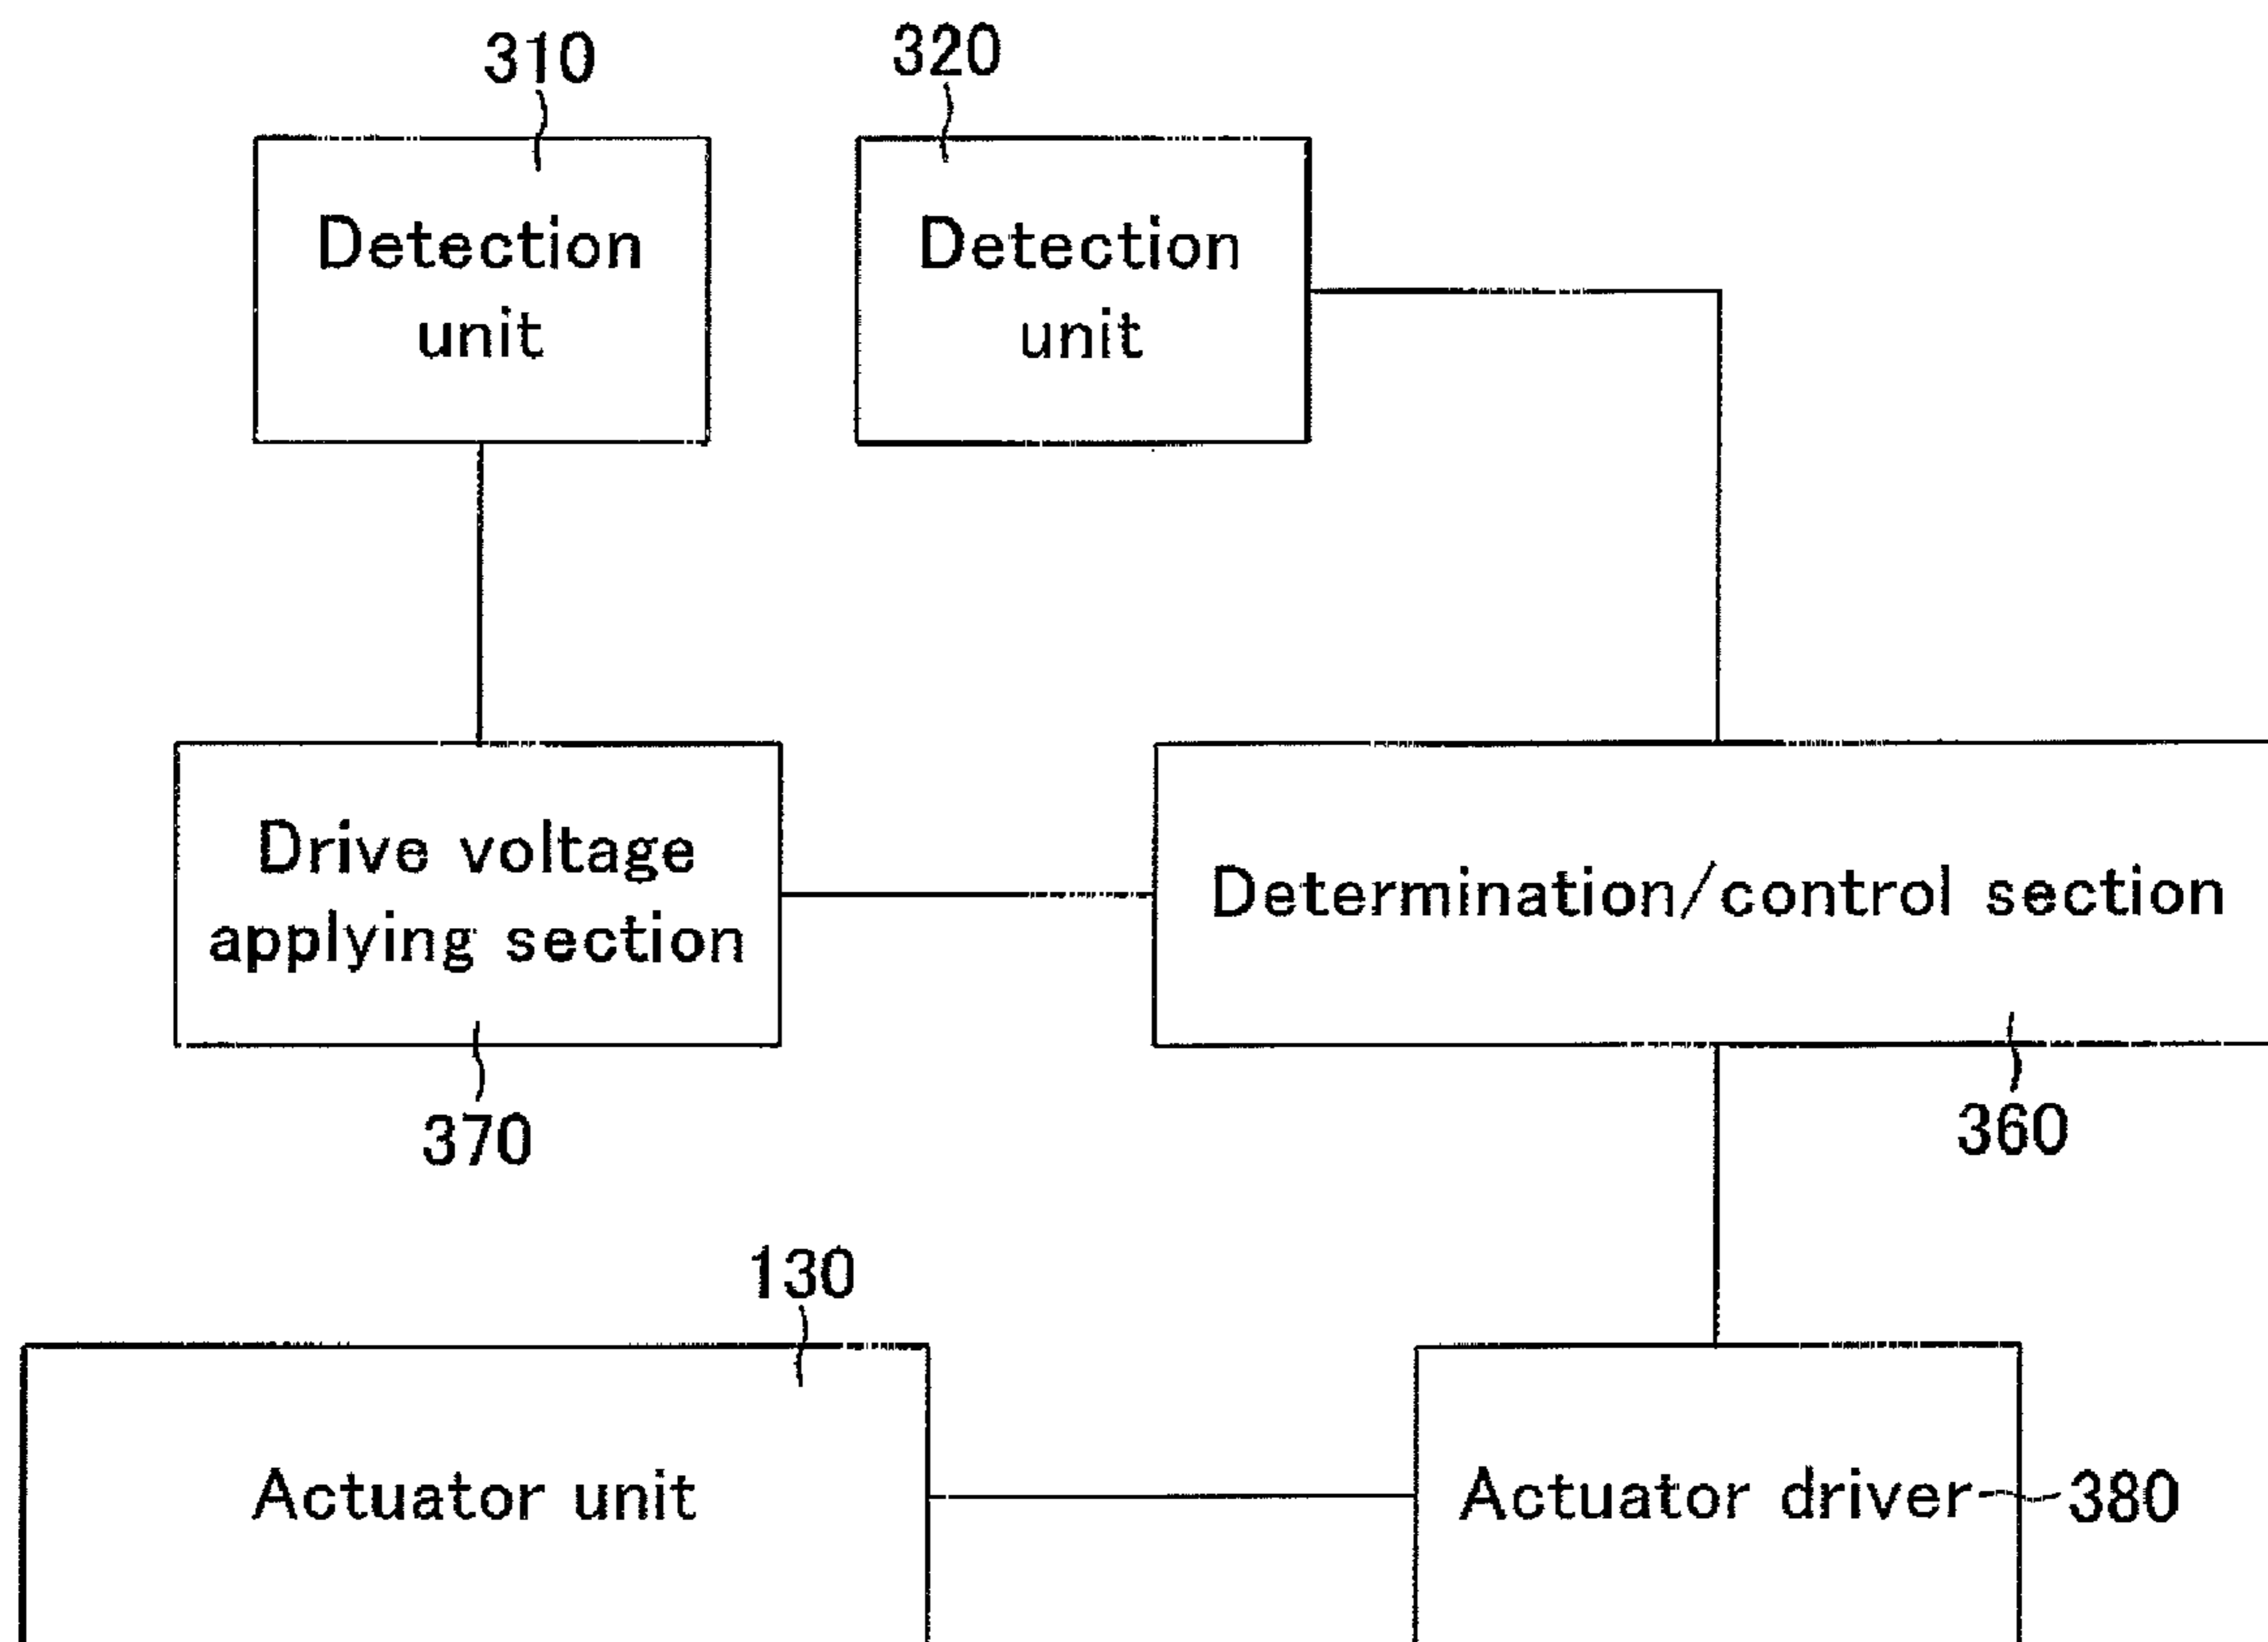 310
320
Detection
unit
Detection
unit
Drive voltage
applying section
Determination/control section
370
360
130
Actuator unit
Actuator driver
380